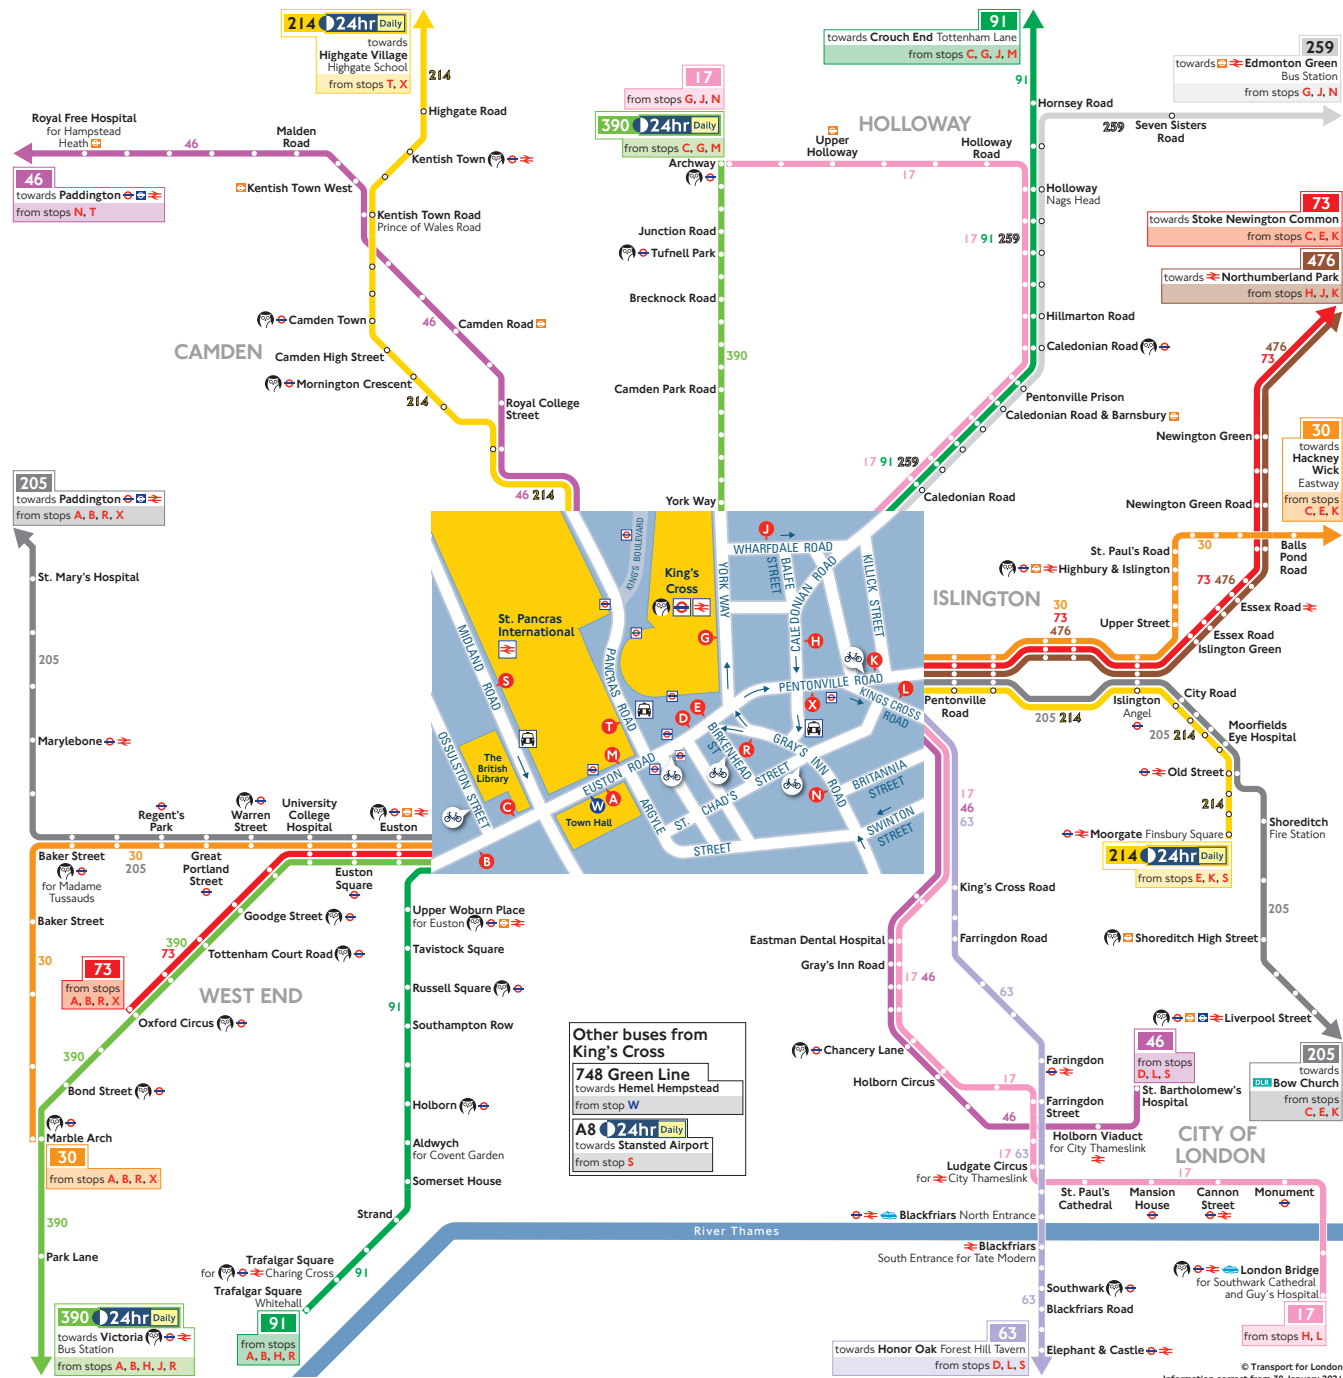 214 24hr Daily
towards
Highgate Village
Highgate School
from stops T, X
214
Highgate Road
Kentish Town
Royal Free Hospital
for Hampstead
Heath
46
Malden
Road
46
towards Paddington
from stops N, T
Kentish Town West
Kentish Town Road
Prince of Wales Road
Camden Town
46
Camden Road
CAMDEN
Camden High Street
Mornington Crescent
214
Royal College
Street
46 214
17
from stops G, J, N
390 24hr Daily
from stops C, G, M
Archway
Junction Road
Tufnell Park
Brecknock Road
390
Camden Park Road
York Way
91
towards Crouch End Tottenham Lane
from stops C, G, J, M
91
Hornsey Road
HOLLOWAY
Upper
Holloway
Holloway
Road
17
259
towards Edmonton Green
Bus Station
from stops G, J, N
259
Seven Sisters
Road
Holloway
Nags Head
17 91 259
Hillmarton Road
Caledonian Road
Pentonville Prison
Caledonian Road & Barnsbury
17 91 259
Caledonian Road
73
towards Stoke Newington Common
from stops C, E, K
476
towards Northumberland Park
from stops H, J, K
476
73
Newington Green
Newington Green Road
30
towards
Hackney
Wick
Eastway
from stops
C, E, K
St. Paul's Road
30
Balls
Pond
Road
Highbury & Islington
73 476
Essex Road
ISLINGTON
30
73
476
Upper Street
Essex Road
Islington Green
Pentonville
Road
205 214
Islington
Angel
City Road
205 214
Moorfields
Eye Hospital
Old Street
214
Moorgate Finsbury Square
214 24hr Daily
from stops E, K, S
Shoreditch
Fire Station
205
Shoreditch High Street
Liverpool Street
205
towards
DLR Bow Church
from stops
C, E, K
205
towards Paddington
from stops A, B, R, X
St. Mary's Hospital
205
Marylebone
Regent's
Park
Warren
Street
University
College
Hospital
Euston
Baker Street
for Madame
Tussauds
30
205
Great
Portland
Street
Euston
Square
Baker Street
30
Goodge Street
390
73
Tottenham Court Road
73
from stops
A, B, R, X
WEST END
Oxford Circus
390
Bond Street
Marble Arch
30
from stops A, B, R, X
390
Park Lane
390 24hr Daily
towards Victoria
Bus Station
from stops A, B, H, J, R
Upper Woburn Place
for Euston
Tavistock Square
Russell Square
91
Southampton Row
Holborn
Aldwych
for Covent Garden
Somerset House
Strand
Trafalgar Square
for Charing Cross
91
Trafalgar Square
Whitehall
91
from stops
A, B, H, R
KING'S BOULEVARD
King's
Cross
St. Pancras
International
MIDLAND ROAD
PANCRAS ROAD
OSSULSTON STREET
The
British
Library
Town Hall
EUSTON ROAD
ARGYLE STREET
BIRKENHEAD ST
ST. CHAD'S STREET
GRAY'S INN ROAD
BRITANNIA STREET
SWINTON STREET
YORK WAY
WHARFDALE ROAD
BALFE STREET
CALEDONIAN ROAD
KILLICK STREET
PENTONVILLE ROAD
KINGS CROSS ROAD
J
G
H
K
L
X
S
T
D
E
R
M
A
W
C
B
N
17
46
63
King's Cross Road
Farringdon Road
Eastman Dental Hospital
Gray's Inn Road
17 46
63
Chancery Lane
Holborn Circus
17
46
Farringdon
Farringdon
Street
46
from stops
D, L, S
St. Bartholomew's
Hospital
Holborn Viaduct
for City Thameslink
CITY OF
LONDON
17 63
Ludgate Circus
for City Thameslink
17
St. Paul's
Cathedral
Mansion
House
Cannon
Street
Monument
Blackfriars North Entrance
River Thames
Blackfriars
South Entrance for Tate Modern
London Bridge
for Southwark Cathedral
and Guy's Hospital
17
from stops H, L
Southwark
63
Blackfriars Road
Elephant & Castle
63
towards Honor Oak Forest Hill Tavern
from stops D, L, S
Other buses from
King's Cross
748 Green Line
towards Hemel Hempstead
from stop W
A8 24hr Daily
towards Stansted Airport
from stop S
© Transport for London